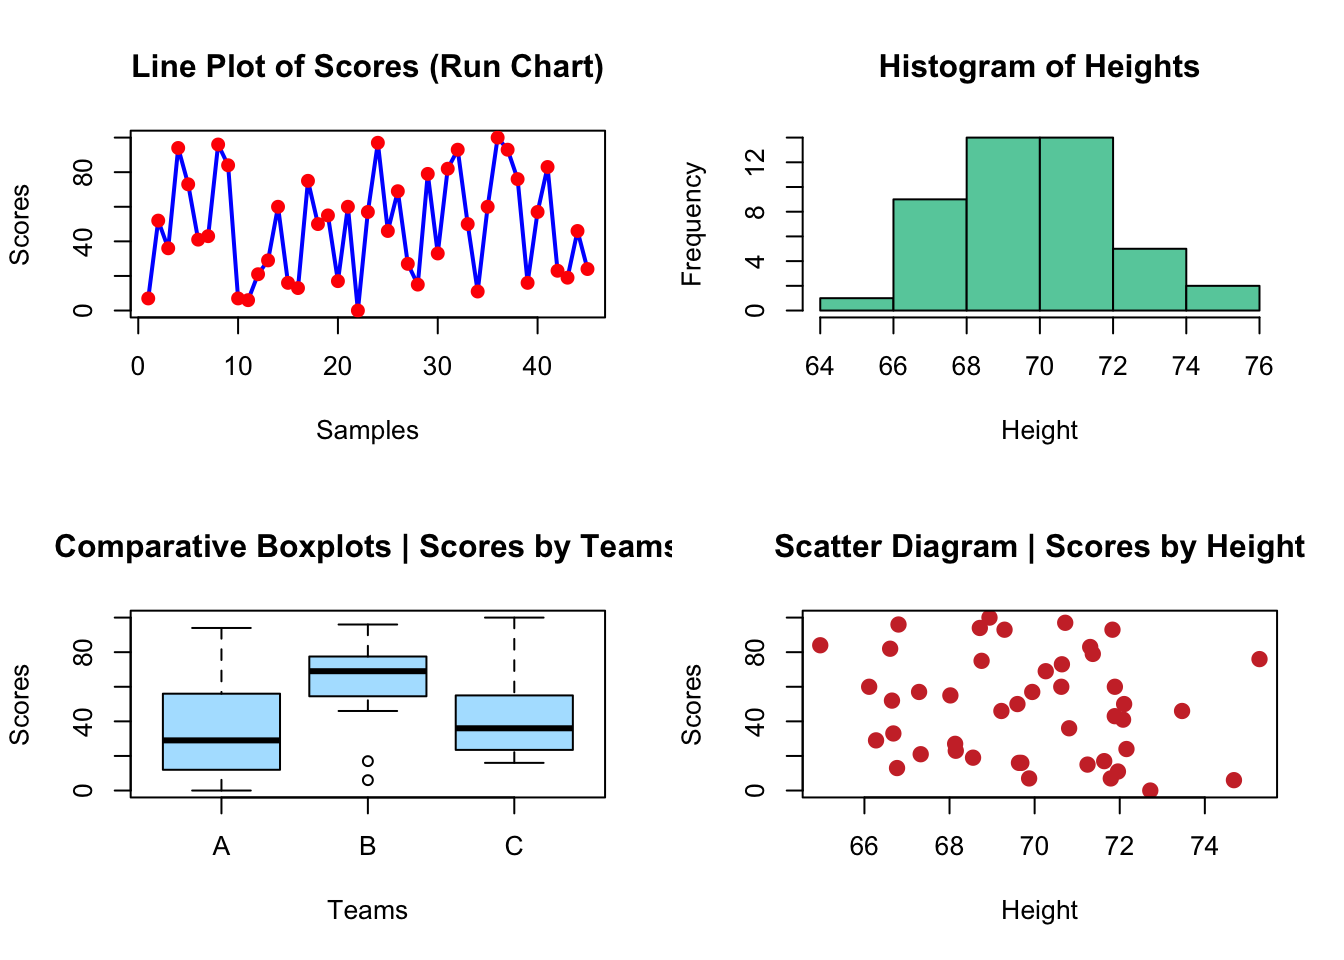 Line Plot of Scores (Run Chart)
Scores
0 40 80
0 10 20 30 40
Samples
Histogram of Heights
Frequency
0 4 8 12
64 66 68 70 72 74 76
Height
Comparative Boxplots | Scores by Teams
Scores
0 40 80
A B C
Teams
Scatter Diagram | Scores by Height
Scores
0 40 80
66 68 70 72 74
Height